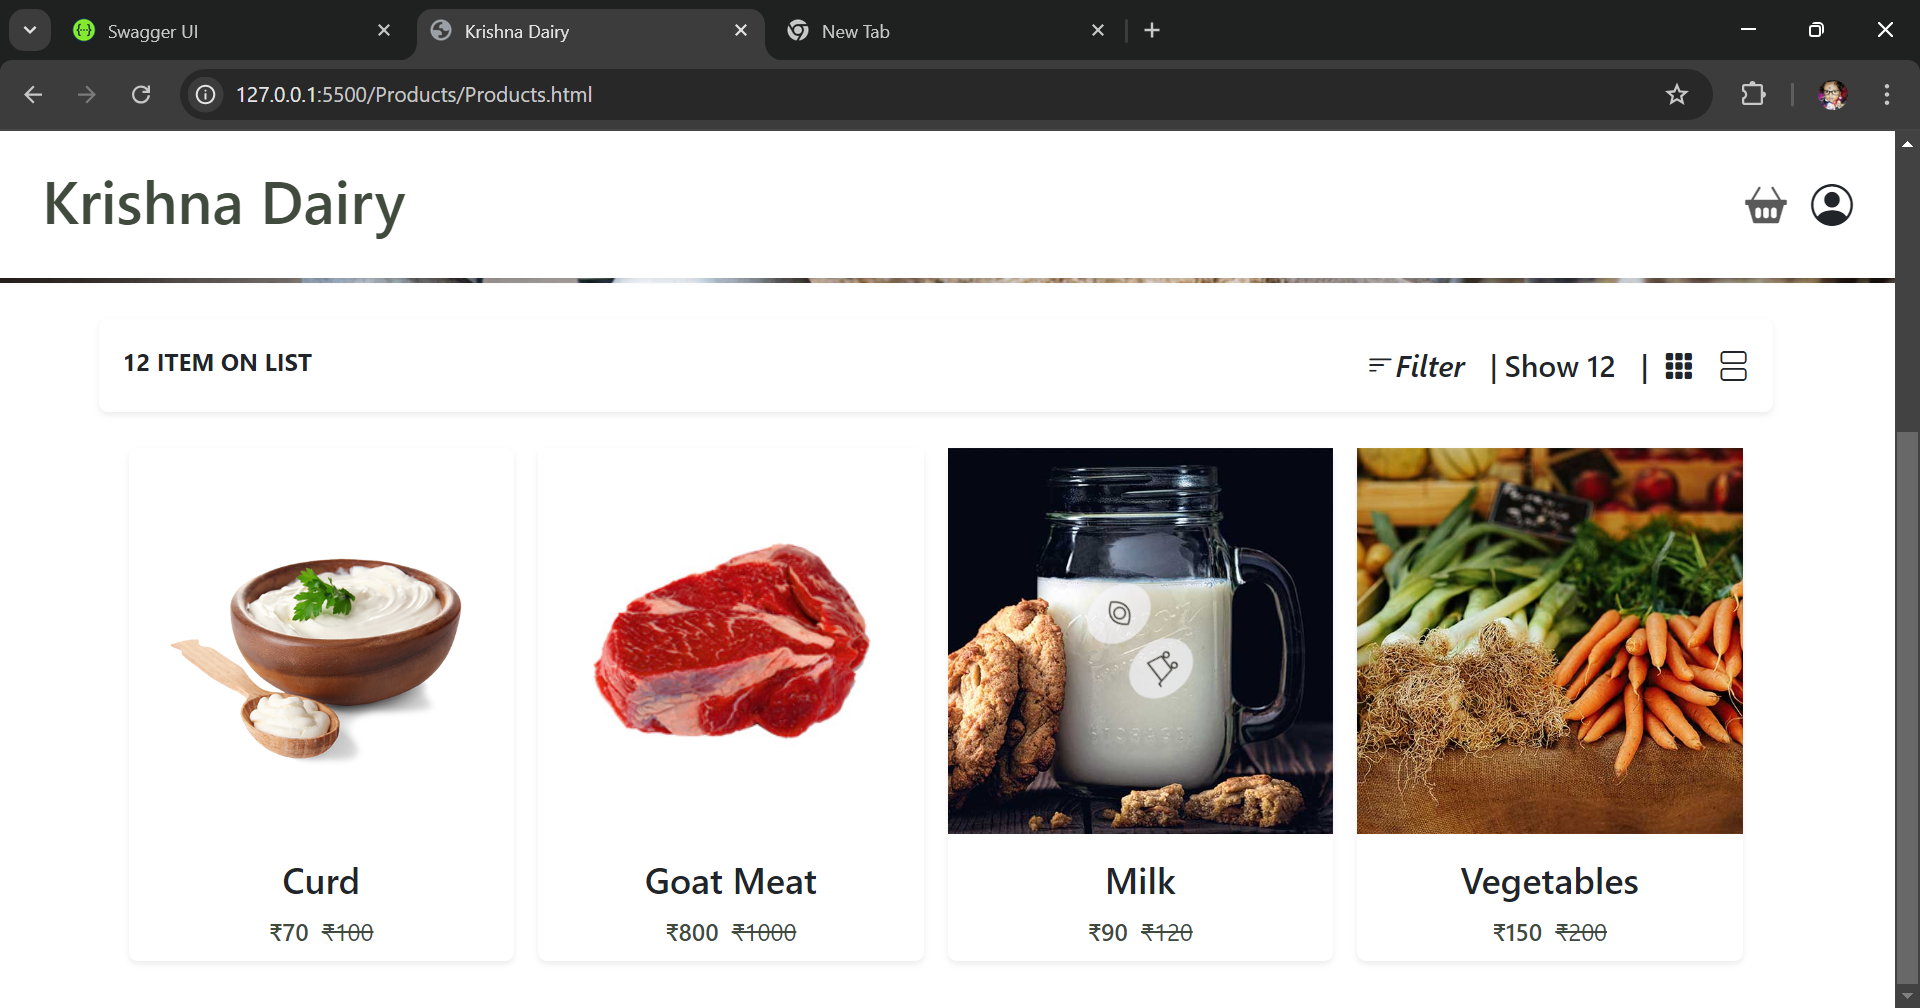 Swagger UI
Krishna Dairy
New Tab
127.0.0.1:5500/Products/Products.html
Krishna Dairy
12 ITEM ON LIST
Filter | Show 12 |
STORAGE
Curd
Goat Meat
Milk
Vegetables
₹70 ₹100
₹800 ₹1000
₹90 ₹120
₹150 ₹200